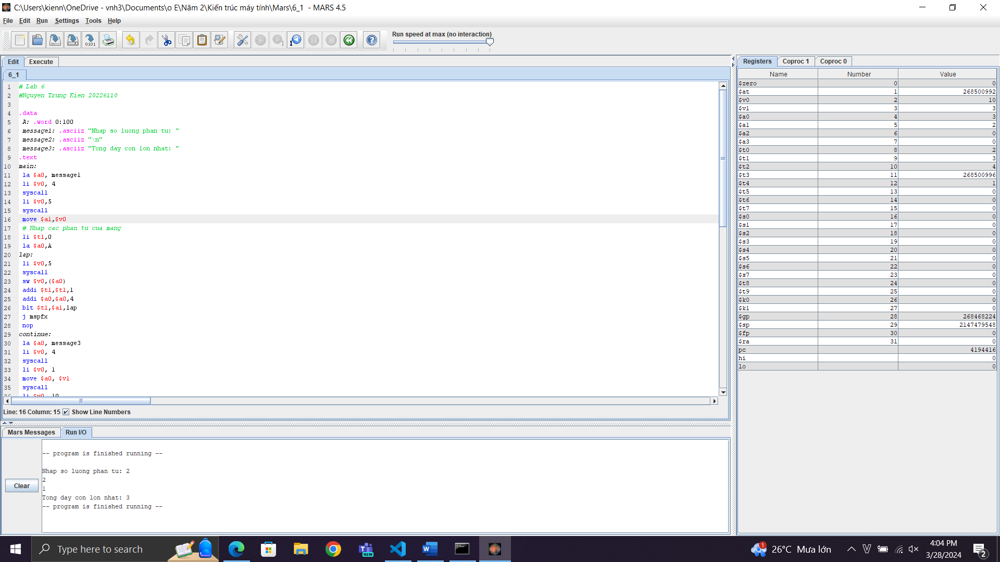 C:\Users\kienn\OneDrive - vnh3\Documents\o E\Năm 2\Kiến trúc máy tính\Mars\6_1 - MARS 4.5
File Edit Run Settings Tools Help
Run speed at max (no interaction)
Edit Execute
6_1
1 # Lab 6
2 #Nguyen Trung Kien 20226110
3
4 .data
5 A: .word 0:100
6 message1: .asciiz "Nhap so luong phan tu: "
7 message2: .asciiz "\n"
8 message3: .asciiz "Tong day con lon nhat: "
9 .text
10 main:
11 la $a0, message1
12 li $v0, 4
13 syscall
14 li $v0,5
15 syscall
16 move $a1,$v0
17 # Nhap cac phan tu cua mang
18 li $t1,0
19 la $a0,A
20 lap:
21 li $v0,5
22 syscall
23 sw $v0,($a0)
24 addi $t1,$t1,1
25 addi $a0,$a0,4
26 blt $t1,$a1,lap
27 j mspfx
28 nop
29 continue:
30 la $a0, message3
31 li $v0, 4
32 syscall
33 li $v0, 1
34 move $a0, $v1
35 syscall
36 li $v0, 10
Line: 16 Column: 15 Show Line Numbers
Mars Messages Run I/O
Clear
-- program is finished running --
Nhap so luong phan tu: 2
2
1
Tong day con lon nhat: 3
-- program is finished running --
Registers Coproc 1 Coproc 0
Name Number Value
$zero 0 0
$at 1 268500992
$v0 2 10
$v1 3 3
$a0 4 3
$a1 5 2
$a2 6 0
$a3 7 0
$t0 8 2
$t1 9 3
$t2 10 4
$t3 11 268500996
$t4 12 1
$t5 13 0
$t6 14 0
$t7 15 0
$s0 16 0
$s1 17 0
$s2 18 0
$s3 19 0
$s4 20 0
$s5 21 0
$s6 22 0
$s7 23 0
$t8 24 0
$t9 25 0
$k0 26 0
$k1 27 0
$gp 28 268468224
$sp 29 2147479548
$fp 30 0
$ra 31 0
pc 4194416
hi 0
lo 0
Type here to search
NEW
1
26°C Mưa lớn
4:04 PM
3/28/2024
2